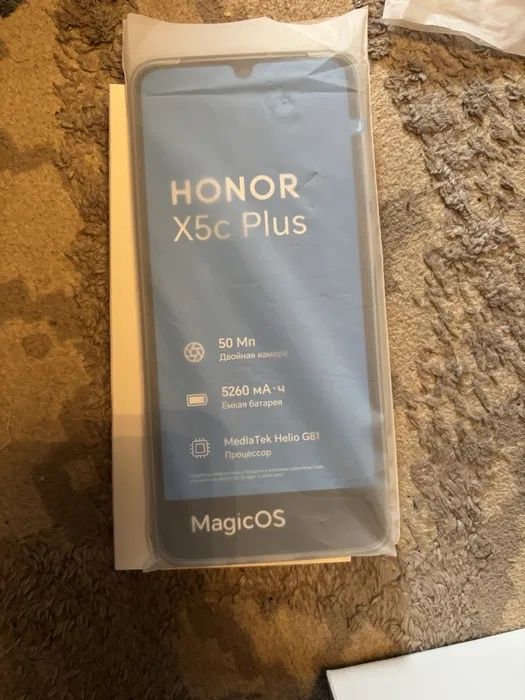 HONOR
X5c Plus
50 Мп
Двойная камера
5260 мА·ч
Емкая батарея
MediaTek Helio G81
Процессор
MagicOS